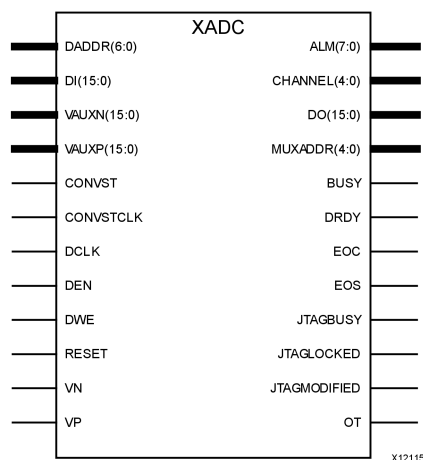 XADC
DADDR(6:0) ALM(7:0)
DI(15:0) CHANNEL(4:0)
VAUXN(15:0) DO(15:0)
VAUXP(15:0) MUXADDR(4:0)
CONVST BUSY
CONVSTCLK DRDY
DCLK EOC
DEN EOS
DWE JTAGBUSY
RESET JTAGLOCKED
VN JTAGMODIFIED
VP OT
X12115